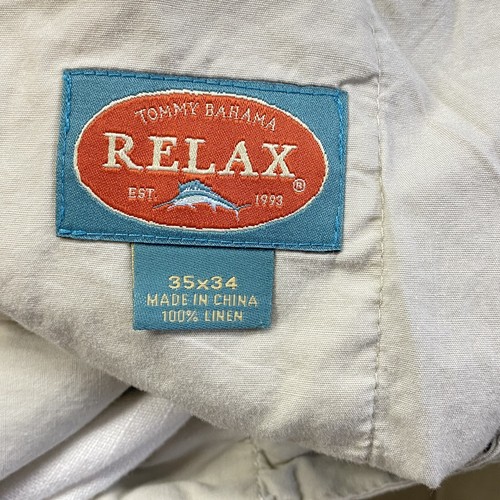 TOMMY BAHAMA
RELAX®
EST. 1993
35x34
MADE IN CHINA
100% LINEN